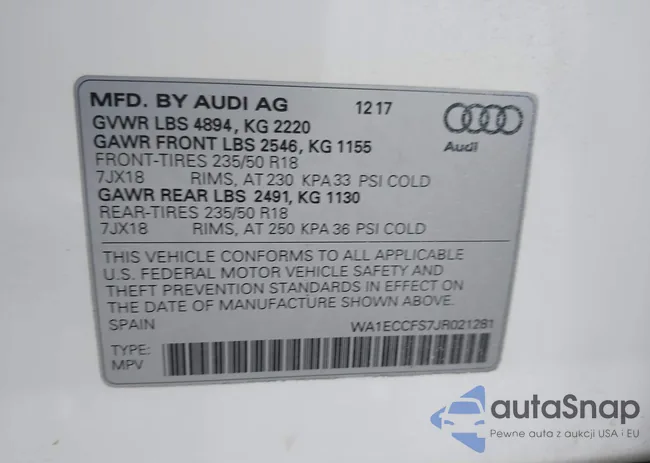 MFD. BY AUDI AG 12 17
GVWR LBS 4894, KG 2220
GAWR FRONT LBS 2546, KG 1155
FRONT-TIRES 235/50 R18
7JX18 RIMS, AT 230 KPA 33 PSI COLD
GAWR REAR LBS 2491, KG 1130
REAR-TIRES 235/50 R18
7JX18 RIMS, AT 250 KPA 36 PSI COLD
Audi
THIS VEHICLE CONFORMS TO ALL APPLICABLE
U.S. FEDERAL MOTOR VEHICLE SAFETY AND
THEFT PREVENTION STANDARDS IN EFFECT ON
THE DATE OF MANUFACTURE SHOWN ABOVE.
SPAIN WA1ECCFS7JR021281
TYPE:
MPV
autaSnap
Pewne auta z aukcji USA i EU